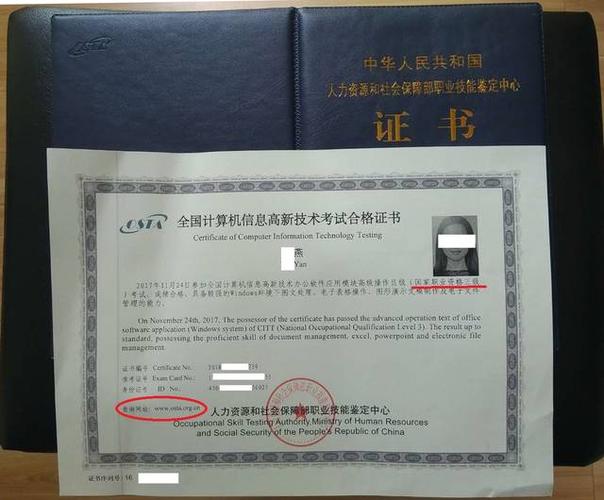 OSTA
中华人民共和国
人力资源和社会保障部职业技能鉴定中心
证书
OSTA 全国计算机信息高新技术考试合格证书
Certificate of Computer Information Technology Testing
燕
Yan
2017年11月24日参加全国计算机信息高新技术办公软件应用模块高级操作员级（国家职业资格三级
）考试，成绩合格。具备较强的Windows环境下图文处理、电子表格操作、图形演示文稿制作及电子文件
管理的能力。
On November 24th, 2017, The possessor of the certificate has passed the advanced operation test of office
software application (Windows system) of CITT (National Occupational Qualification Level 3). The result up to
standard, possessing the proficient skill of document management, excel, powerpoint and electronic file
management.
证书编号 Certificate No.
准考证号 Exam Card No.:
身份证号 ID No.:
查询网址: www.osta.org.cn
人力资源和社会保障部职业技能鉴定中心
Occupational Skill Testing Authority,Ministry of Human Resources
and Social Security of the People's Republic of China
证书序列号: 16